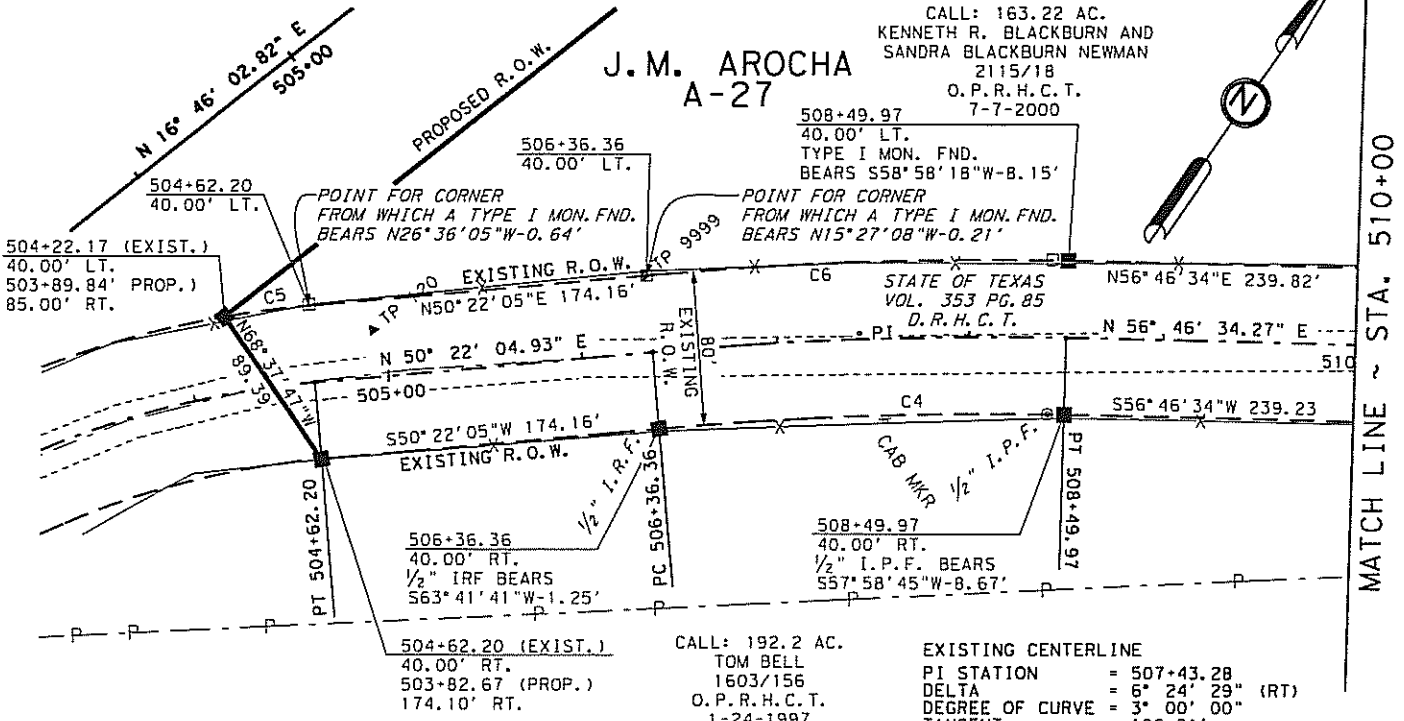 N 16° 46' 02.82" E
505+00
PROPOSED R.O.W.
J.M. AROCHA
A-27
CALL: 163.22 AC.
KENNETH R. BLACKBURN AND
SANDRA BLACKBURN NEWMAN
2115/18
O.P.R.H.C.T.
7-7-2000
N
508+49.97
40.00' LT.
TYPE I MON. FND.
BEARS S58°58'18"W-8.15'
506+36.36
40.00' LT.
504+62.20
40.00' LT.
POINT FOR CORNER
FROM WHICH A TYPE I MON. FND.
BEARS N26°36'05"W-0.64'
POINT FOR CORNER
FROM WHICH A TYPE I MON. FND.
BEARS N15°27'08"W-0.21'
504+22.17 (EXIST.)
40.00' LT.
503+89.84' PROP.)
85.00' RT.
C5
TP 120
EXISTING R.O.W.
N50°22'05"E 174.16'
TP 9999
C6
STATE OF TEXAS
VOL. 353 PG. 85
D.R.H.C.T.
N56°46'34"E 239.82'
N68°37'47"W
89.39
N 50° 22' 04.93" E
505+00
EXISTING
80'
R.O.W.
PI
N 56° 46' 34.27" E
510
S50°22'05"W 174.16'
EXISTING R.O.W.
C4
S56°46'34"W 239.23
1/2" I.R.F.
CAB MKR
1/2" I.P.F.
PT 504+62.20
PC 506+36.36
PT 508+49.97
506+36.36
40.00' RT.
1/2" IRF BEARS
S63°41'41"W-1.25'
508+49.97
40.00' RT.
1/2" I.P.F. BEARS
S57°58'45"W-8.67'
P P P P P P P P
504+62.20 (EXIST.)
40.00' RT.
503+82.67 (PROP.)
174.10' RT.
CALL: 192.2 AC.
TOM BELL
1603/156
O.P.R.H.C.T.
1-24-1997
EXISTING CENTERLINE
PI STATION = 507+43.28
DELTA = 6° 24' 29" (RT)
DEGREE OF CURVE = 3° 00' 00"
MATCH LINE ~ STA. 510+00